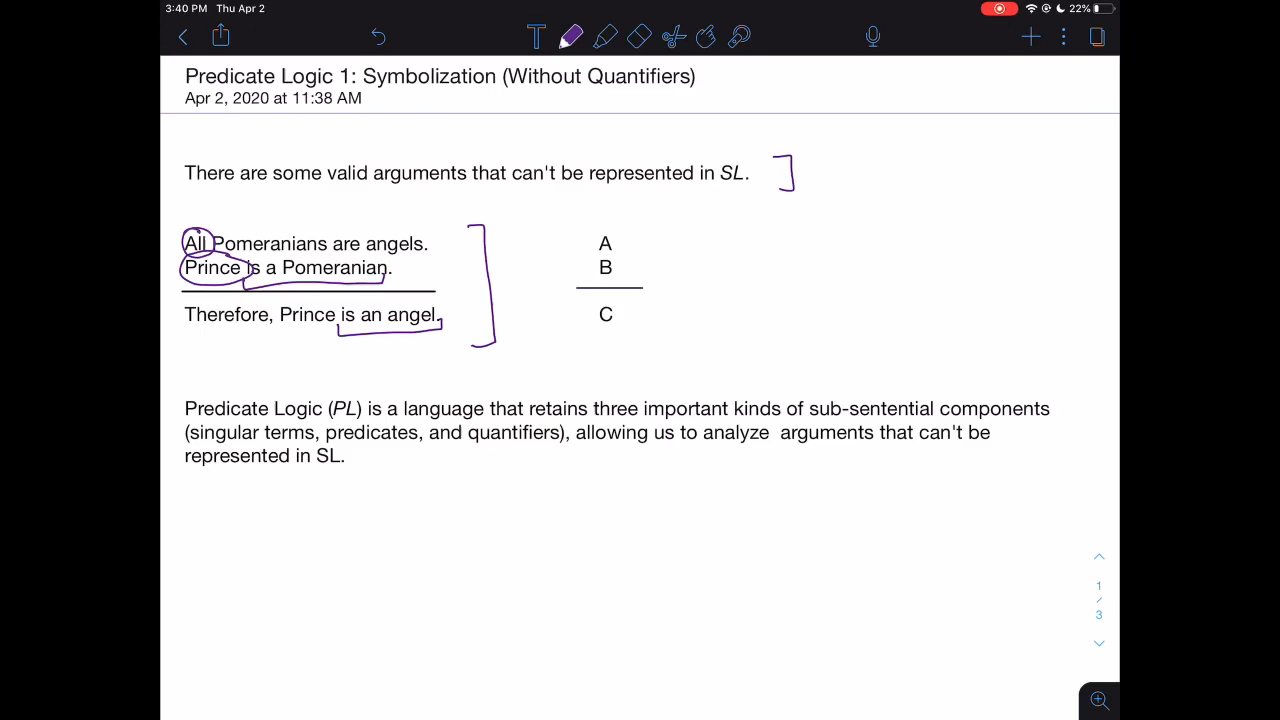 3:40 PM Thu Apr 2
22%
Predicate Logic 1: Symbolization (Without Quantifiers)
Apr 2, 2020 at 11:38 AM
There are some valid arguments that can't be represented in SL.
All Pomeranians are angels.
Prince is a Pomeranian.
Therefore, Prince is an angel.
A
B
C
Predicate Logic (PL) is a language that retains three important kinds of sub-sentential components
(singular terms, predicates, and quantifiers), allowing us to analyze arguments that can't be
represented in SL.
1
/
3